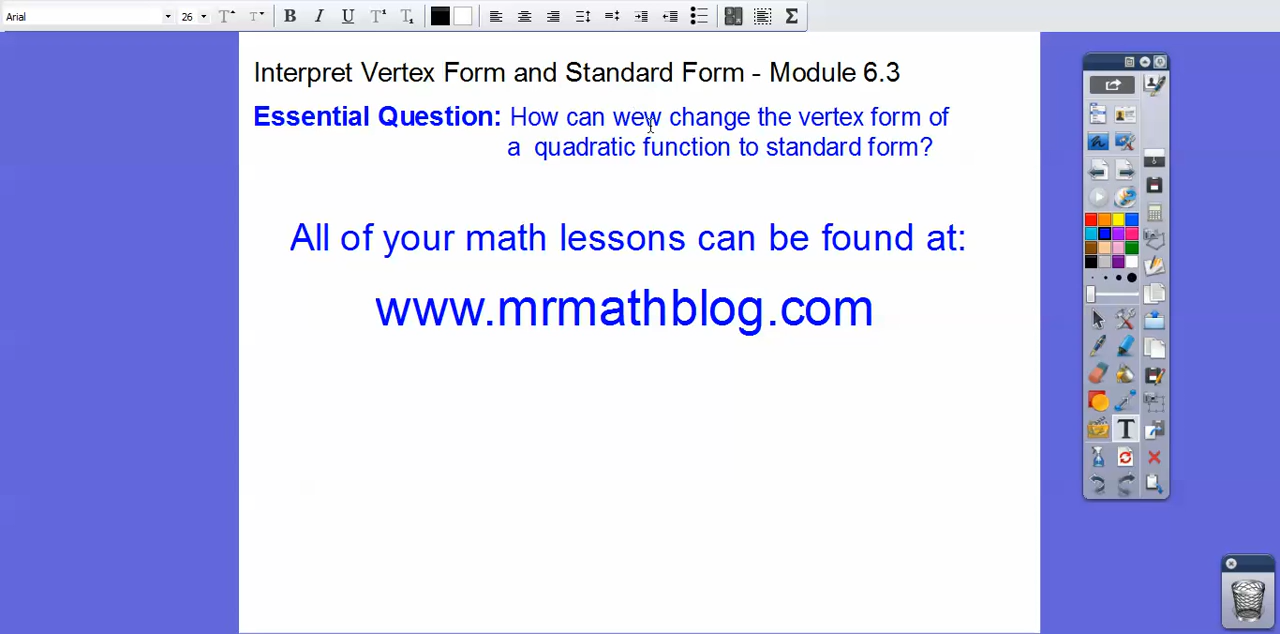 Arial 26 T T B I U T¹ T₁ Σ
Interpret Vertex Form and Standard Form - Module 6.3
Essential Question: How can wew change the vertex form of
a quadratic function to standard form?
All of your math lessons can be found at:
www.mrmathblog.com
T